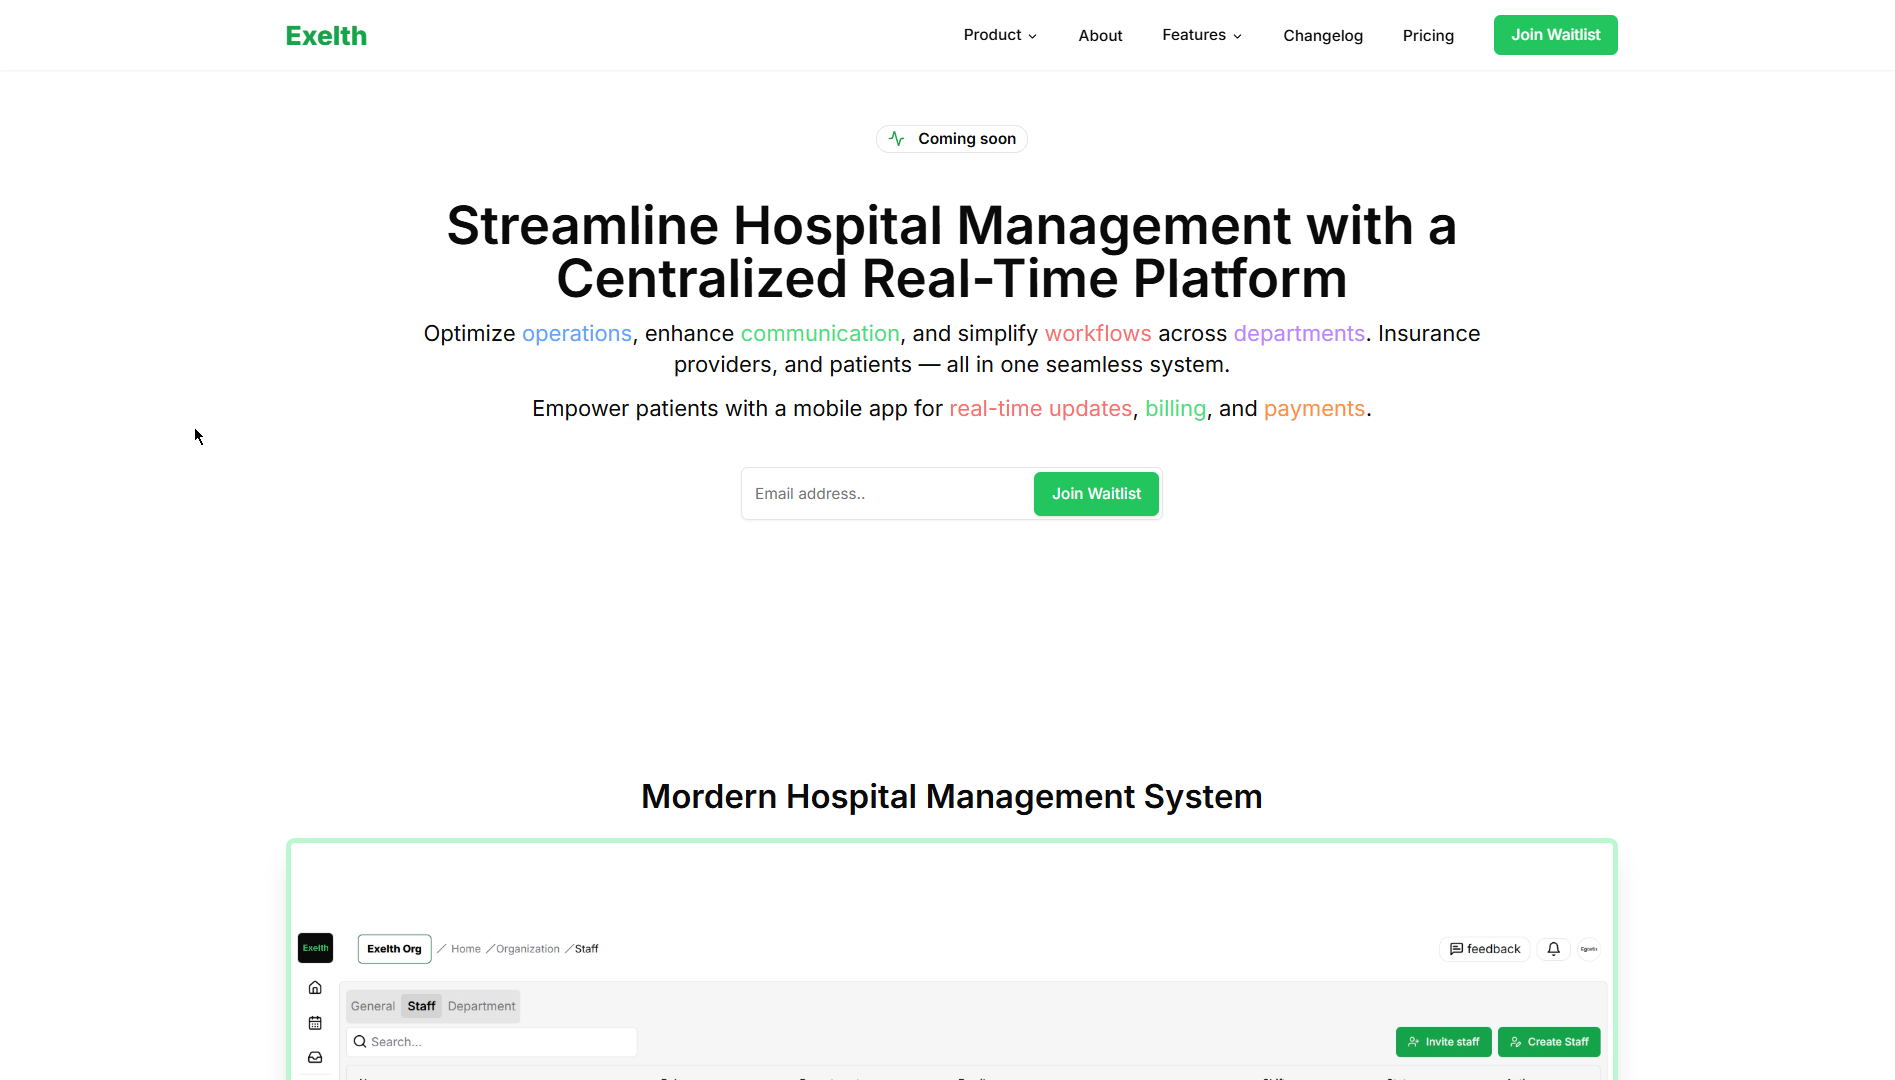 Exelth
Product
About
Features
Changelog
Pricing
Join Waitlist
Coming soon
Streamline Hospital Management with a
Centralized Real-Time Platform
Optimize operations, enhance communication, and simplify workflows across departments. Insurance
providers, and patients — all in one seamless system.
Empower patients with a mobile app for real-time updates, billing, and payments.
Email address..
Join Waitlist
Mordern Hospital Management System
Exelth
Exelth Org / Home / Organization / Staff
feedback
General
Staff
Department
Search...
Invite staff
Create Staff